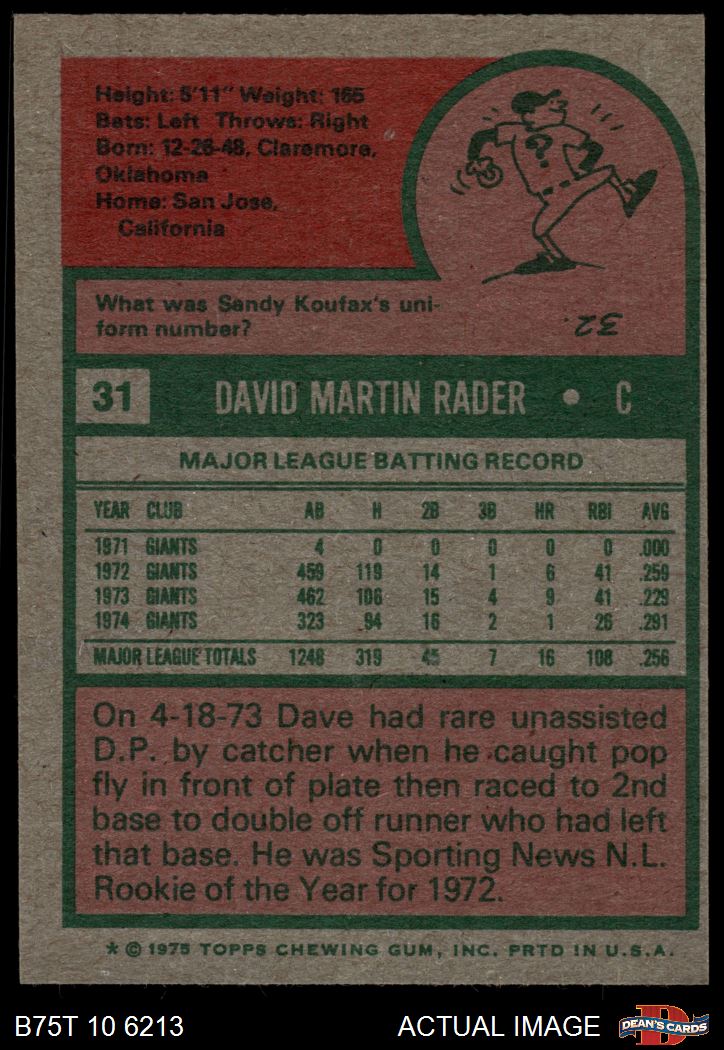 Height: 5'11" Weight: 165
Bats: Left Throws: Right
Born: 12-26-48, Claremore,
Oklahoma
Home: San Jose,
California
?
What was Sandy Koufax's uni-
form number?
32.
31 DAVID MARTIN RADER • C
MAJOR LEAGUE BATTING RECORD
YEAR CLUB AB H 2B 3B HR RBI AVG
1971 GIANTS 4 0 0 0 0 0 .000
1972 GIANTS 459 119 14 1 6 41 .259
1973 GIANTS 462 106 15 4 9 41 .229
1974 GIANTS 323 94 16 2 1 26 .291
MAJOR LEAGUE TOTALS 1248 319 45 7 16 108 .256
On 4-18-73 Dave had rare unassisted
D.P. by catcher when he caught pop
fly in front of plate then raced to 2nd
base to double off runner who had left
that base. He was Sporting News N.L.
Rookie of the Year for 1972.
* © 1975 TOPPS CHEWING GUM, INC. PRTD IN U.S.A.
B75T 10 6213 ACTUAL IMAGE
D
DEAN'S CARDS